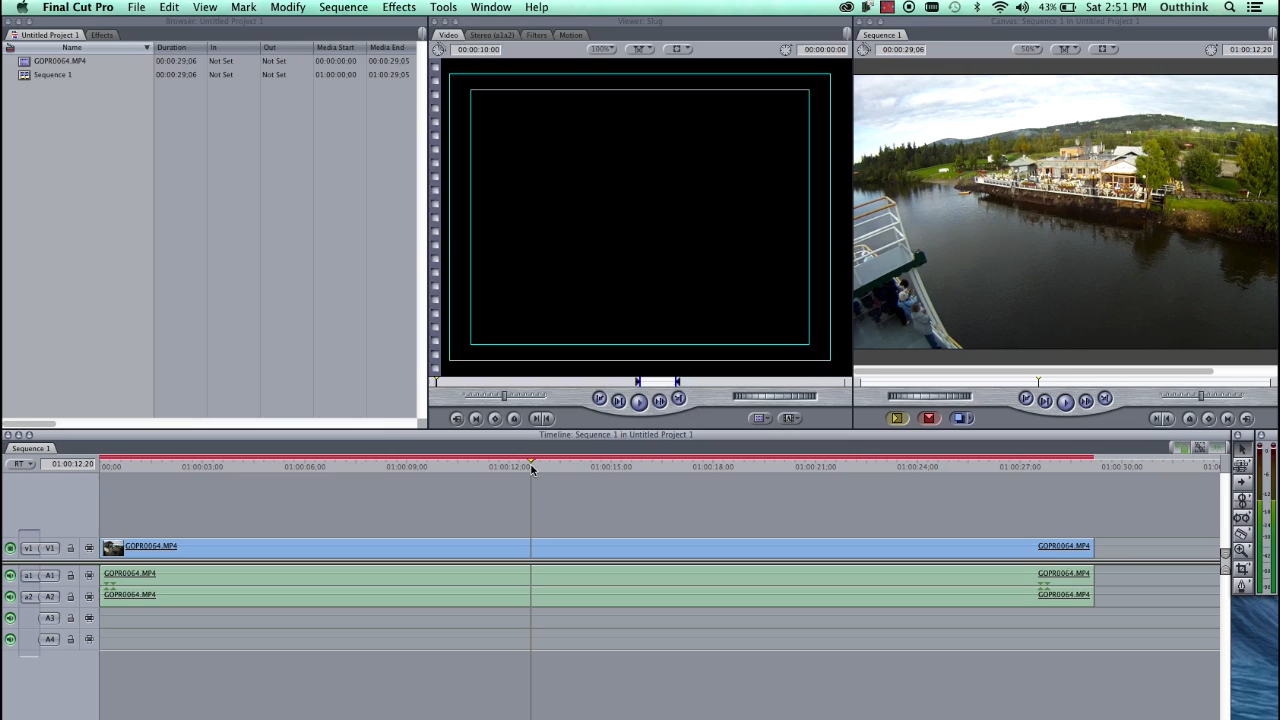 Final Cut Pro File Edit View Mark Modify Sequence Effects Tools Window Help 43% Sat 2:51 PM Outthink
Browser: Untitled Project 1 Viewer: Slug Canvas: Sequence 1 in Untitled Project 1
Untitled Project 1 Effects Video Stereo (a1a2) Filters Motion Sequence 1
Name Duration In Out Media Start Media End 00:00:10:00 100% 00:00:00:00 00:00:29;06 50% 01:00:12;20
GOPR0064.MP4 00:00:29;06 Not Set Not Set 00:00:00;00 00:00:29;05
Sequence 1 00:00:29;06 Not Set Not Set 01:00:00;00 01:00:29;05
Timeline: Sequence 1 in Untitled Project 1
Sequence 1
RT 01:00:12;20 00;00 01:00:03;00 01:00:06;00 01:00:09;00 01:00:12;00 01:00:15;00 01:00:18;00 01:00:21;00 01:00:24;00 01:00:27;00 01:00:30;00
v1 V1 GOPR0064.MP4 GOPR0064.MP4
a1 A1 GOPR0064.MP4 GOPR0064.MP4
a2 A2 GOPR0064.MP4 GOPR0064.MP4
A3
A4